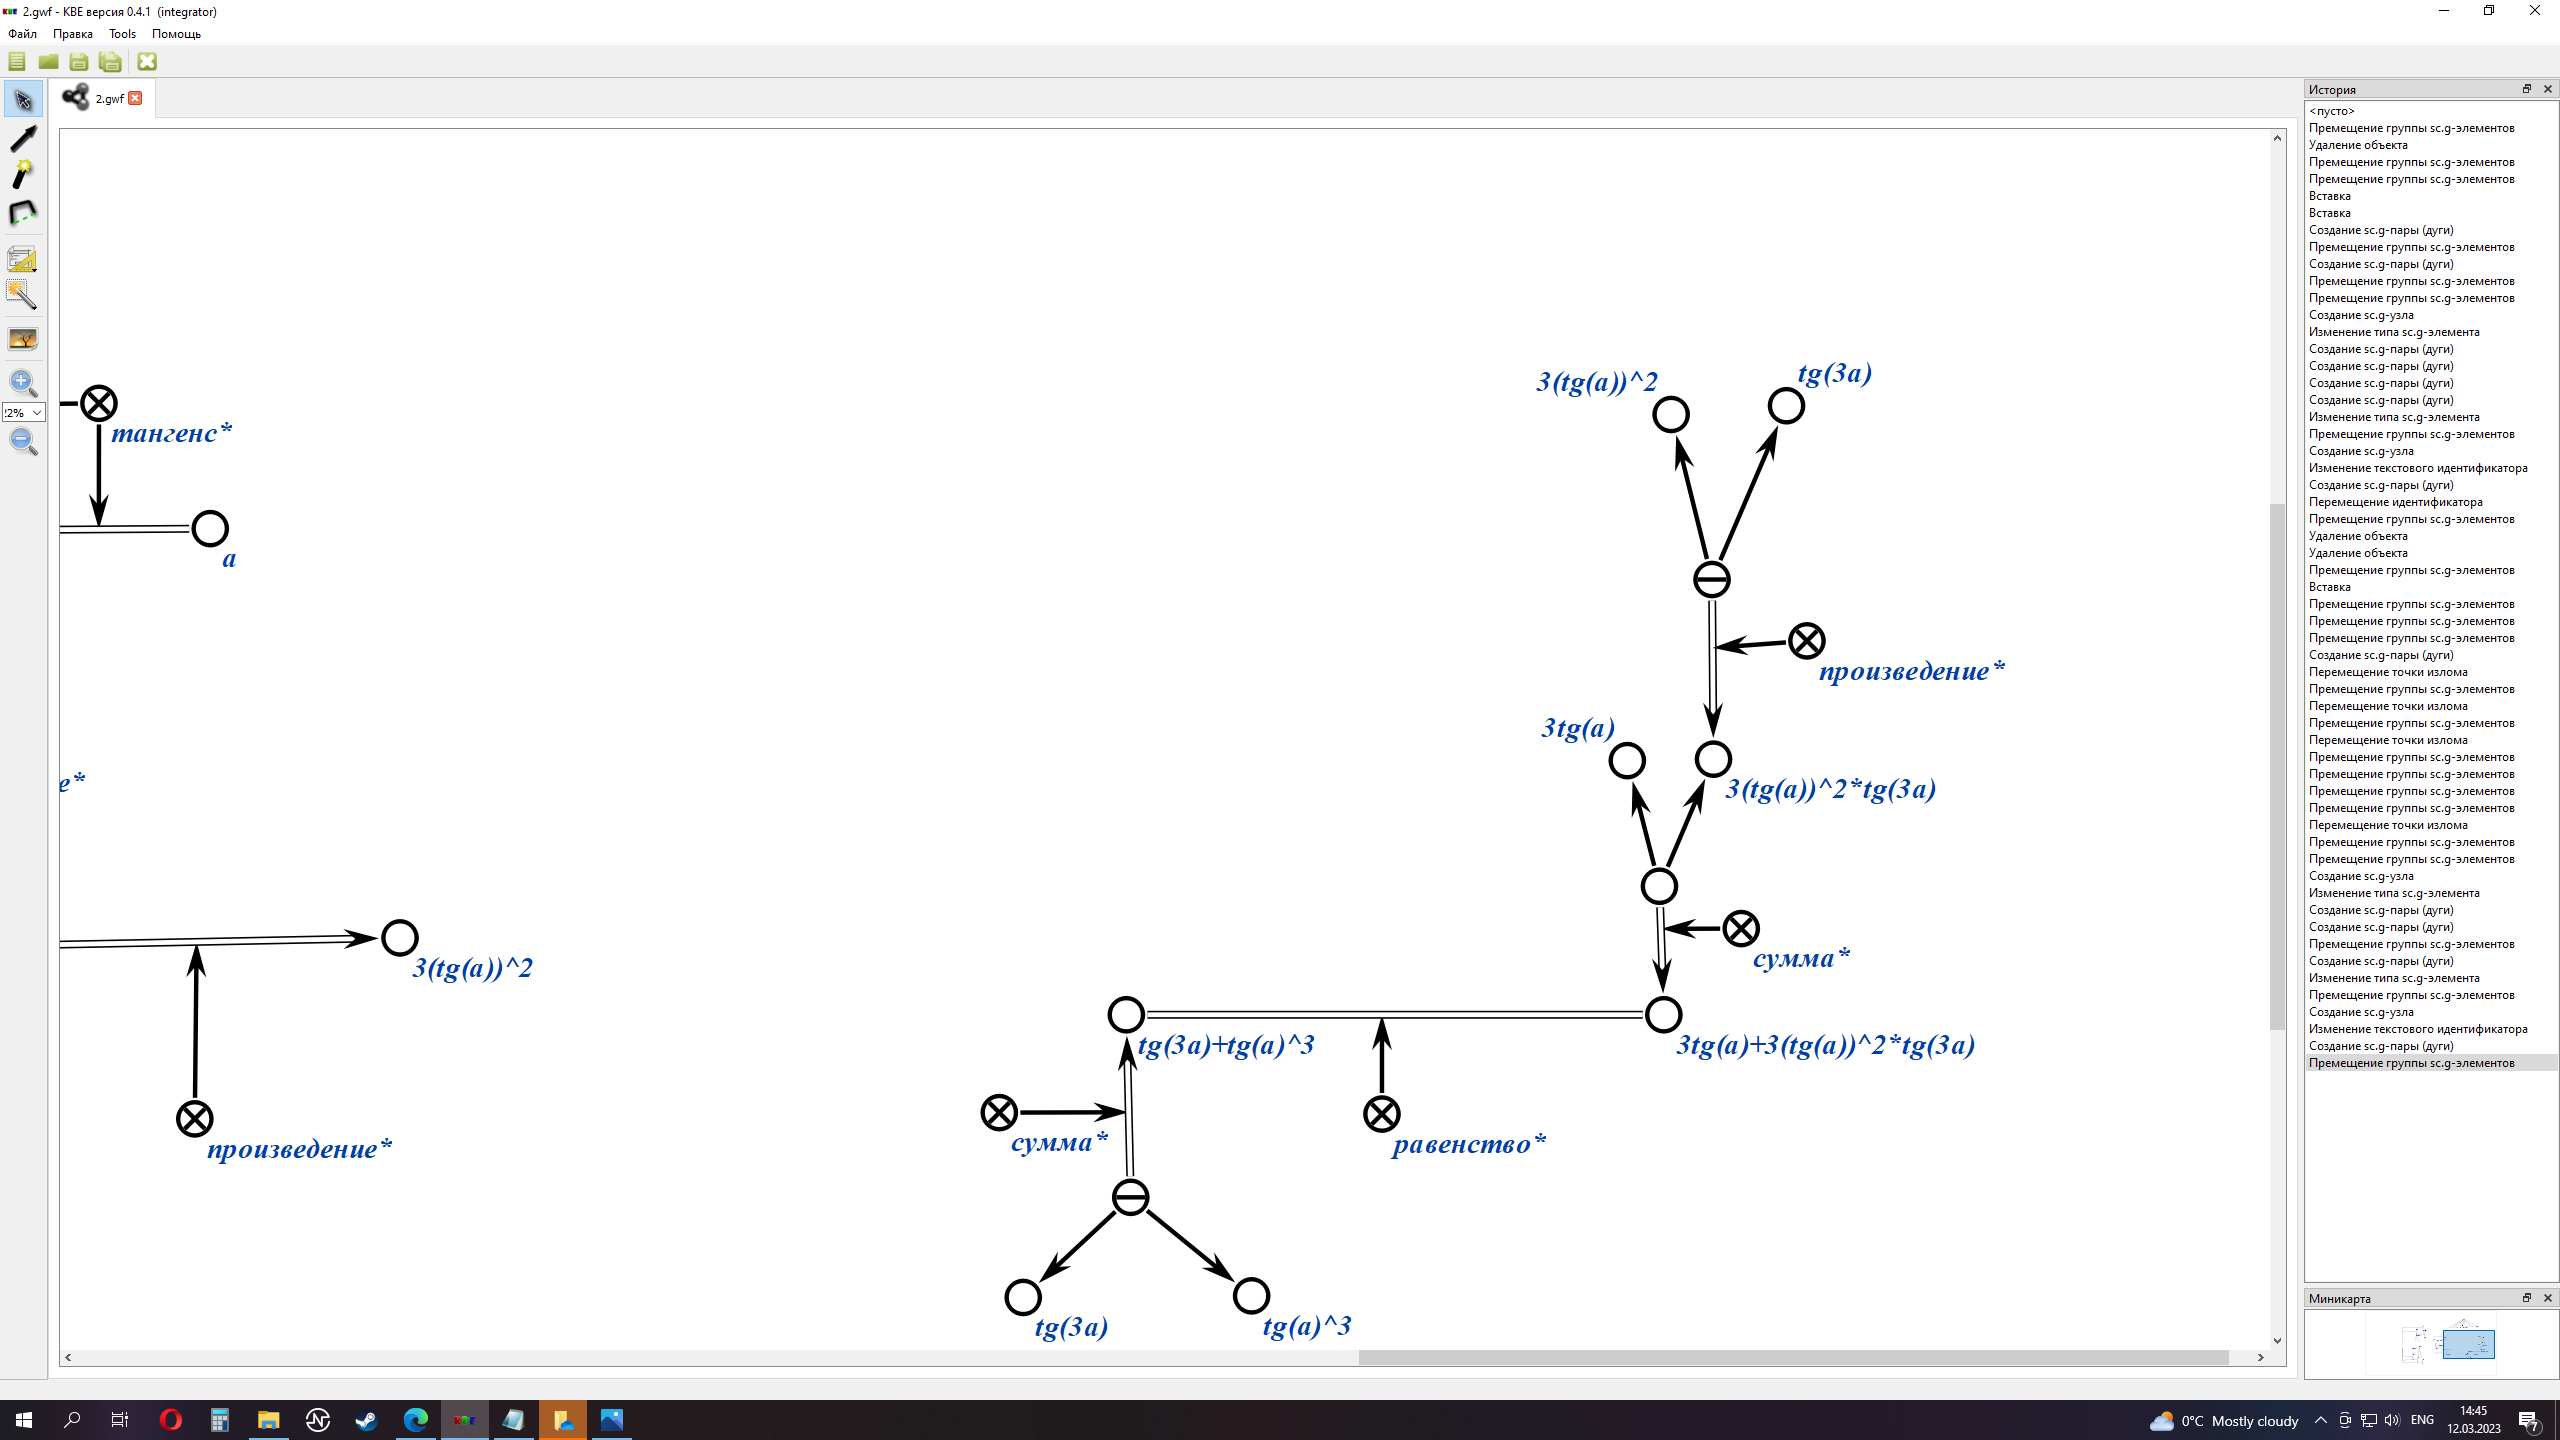 2.gwf - KBE версия 0.4.1 (integrator)
Файл Правка Tools Помощь
2.gwf
История
<пусто>
Премещение группы sc.g-элементов
Удаление объекта
Премещение группы sc.g-элементов
Премещение группы sc.g-элементов
Вставка
Вставка
Создание sc.g-пары (дуги)
Премещение группы sc.g-элементов
Создание sc.g-пары (дуги)
Премещение группы sc.g-элементов
Премещение группы sc.g-элементов
Создание sc.g-узла
Изменение типа sc.g-элемента
Создание sc.g-пары (дуги)
Создание sc.g-пары (дуги)
Создание sc.g-пары (дуги)
Создание sc.g-пары (дуги)
Изменение типа sc.g-элемента
Премещение группы sc.g-элементов
Создание sc.g-узла
Изменение текстового идентификатора
Создание sc.g-пары (дуги)
Перемещение идентификатора
Премещение группы sc.g-элементов
Удаление объекта
Удаление объекта
Премещение группы sc.g-элементов
Вставка
Премещение группы sc.g-элементов
Премещение группы sc.g-элементов
Премещение группы sc.g-элементов
Создание sc.g-пары (дуги)
Перемещение точки излома
Премещение группы sc.g-элементов
Перемещение точки излома
Премещение группы sc.g-элементов
Перемещение точки излома
Премещение группы sc.g-элементов
Премещение группы sc.g-элементов
Премещение группы sc.g-элементов
Премещение группы sc.g-элементов
Перемещение точки излома
Премещение группы sc.g-элементов
Премещение группы sc.g-элементов
Создание sc.g-узла
Изменение типа sc.g-элемента
Создание sc.g-пары (дуги)
Создание sc.g-пары (дуги)
Премещение группы sc.g-элементов
Создание sc.g-пары (дуги)
Изменение типа sc.g-элемента
Премещение группы sc.g-элементов
Создание sc.g-узла
Изменение текстового идентификатора
Создание sc.g-пары (дуги)
Премещение группы sc.g-элементов
Миникарта
2%
3(tg(a))^2
tg(3a)
тангенс*
a
произведение*
3tg(a)
е*
3(tg(a))^2*tg(3a)
3(tg(a))^2
сумма*
tg(3a)+tg(a)^3
3tg(a)+3(tg(a))^2*tg(3a)
сумма*
равенство*
произведение*
tg(3a)
tg(a)^3
KBE
0°C Mostly cloudy
ENG
14:45
12.03.2023
7